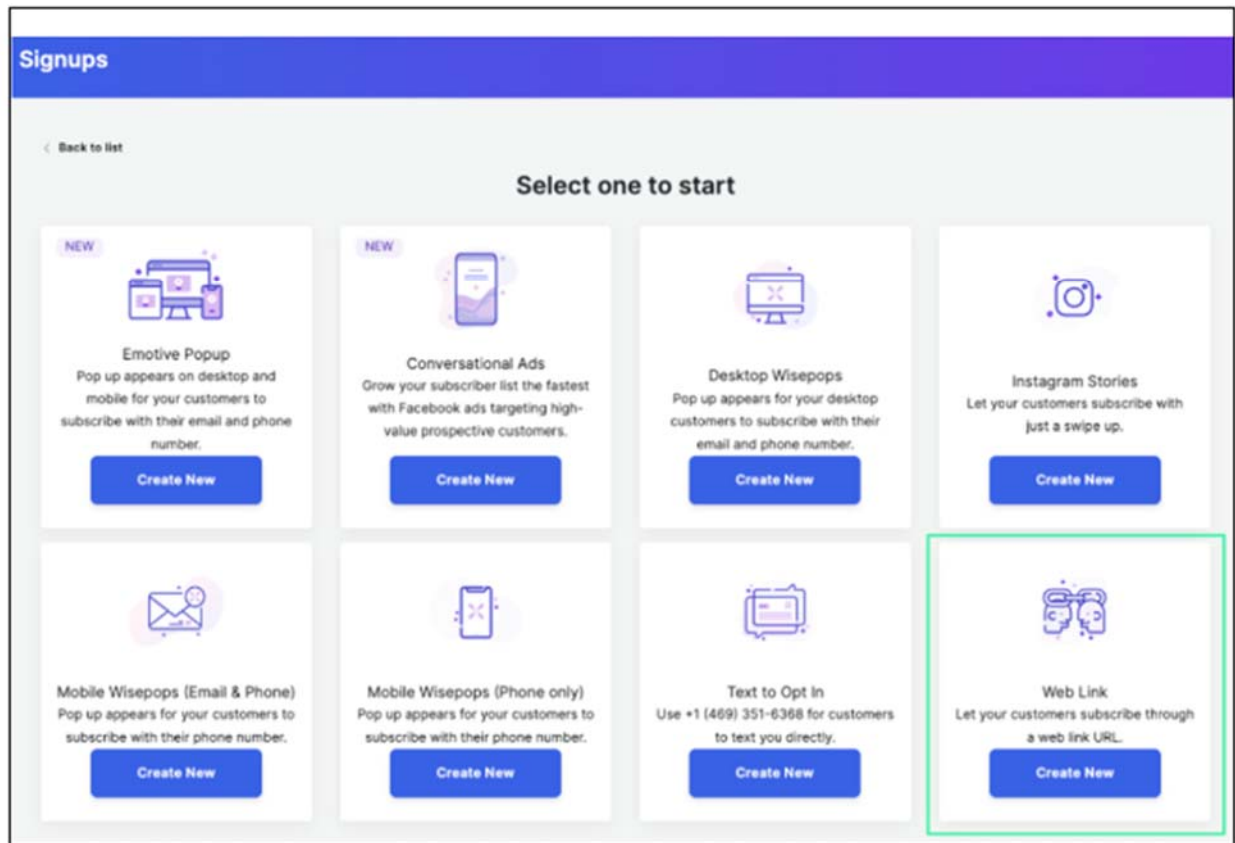 Signups
Back to list
Select one to start
NEW
Emotive Popup
Pop up appears on desktop and
mobile for your customers to
subscribe with their email and phone
number.
Create New
NEW
Conversational Ads
Grow your subscriber list the fastest
with Facebook ads targeting high-
value prospective customers.
Create New
Desktop Wisepops
Pop up appears for your desktop
customers to subscribe with their
email and phone number.
Create New
Instagram Stories
Let your customers subscribe with
just a swipe up.
Create New
Mobile Wisepops (Email & Phone)
Pop up appears for your customers to
subscribe with their phone number.
Create New
Mobile Wisepops (Phone only)
Pop up appears for your customers to
subscribe with their phone number.
Create New
Text to Opt In
Use +1 (469) 351-6368 for customers
to text you directly.
Create New
Web Link
Let your customers subscribe through
a web link URL.
Create New